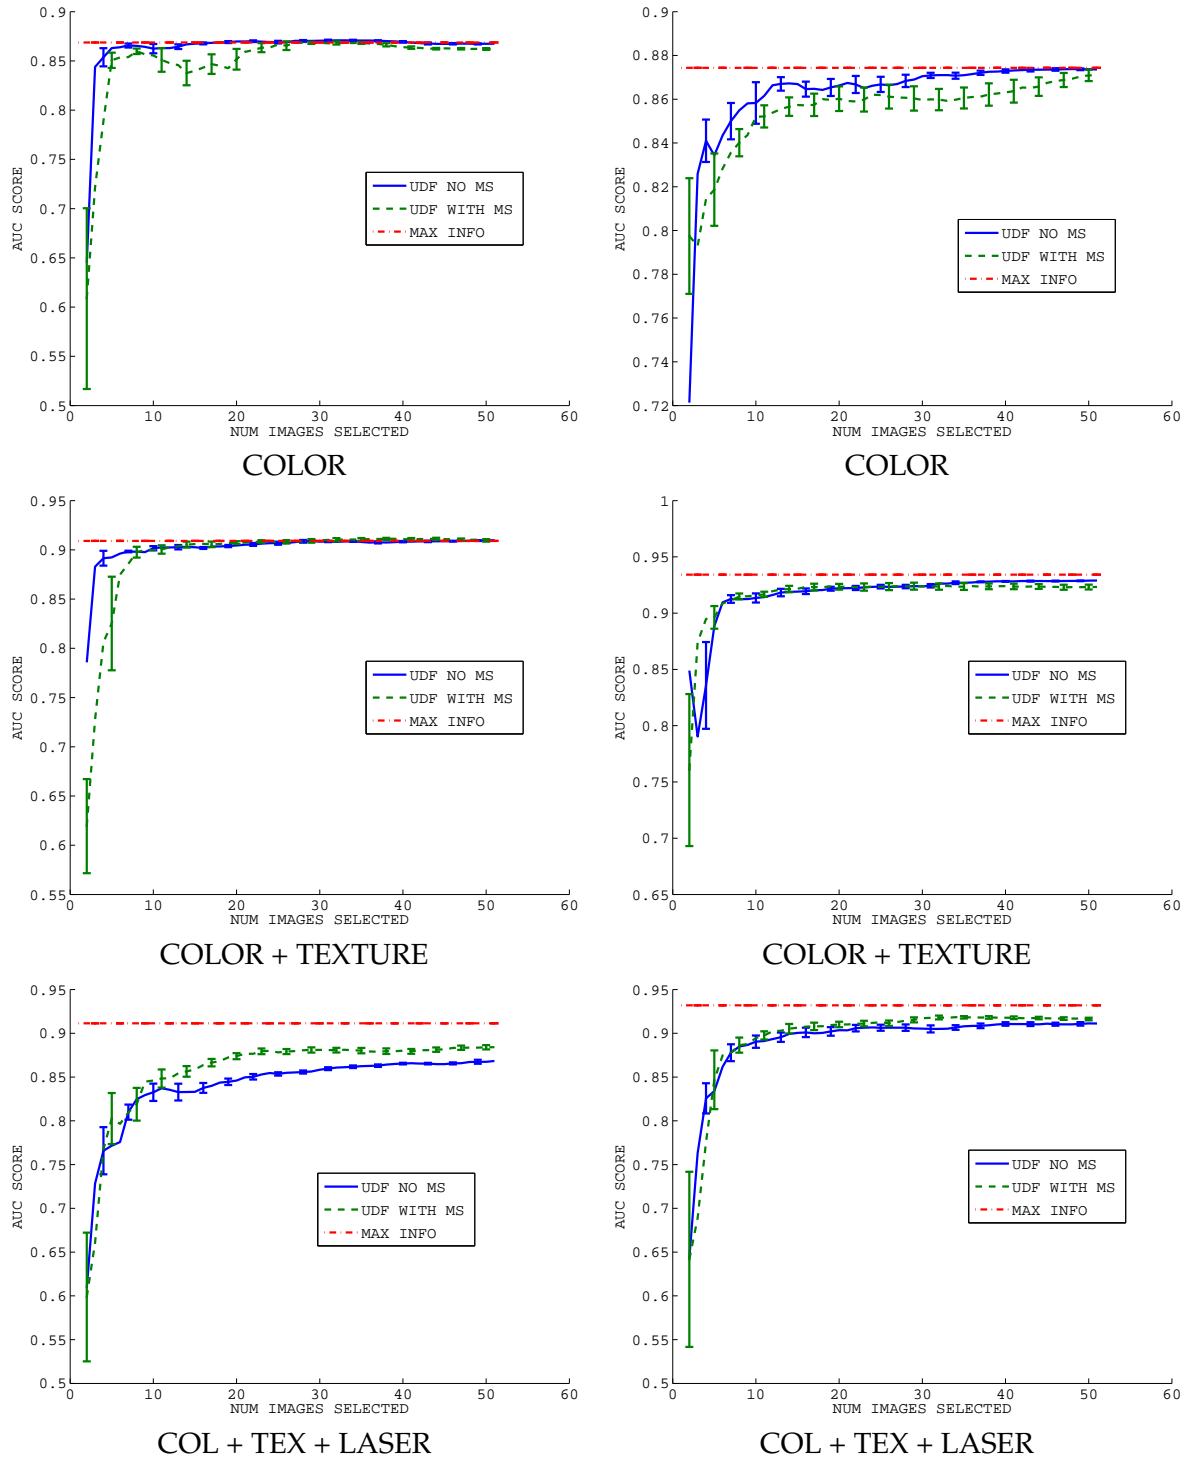 0.9
0.85
0.8
0.75
0.7
0.65
0.6
0.55
0.5
AUC SCORE
0 10 20 30 40 50 60
NUM IMAGES SELECTED
UDF NO MS
UDF WITH MS
MAX INFO
COLOR
0.9
0.88
0.86
0.84
0.82
0.8
0.78
0.76
0.74
0.72
AUC SCORE
0 10 20 30 40 50 60
NUM IMAGES SELECTED
UDF NO MS
UDF WITH MS
MAX INFO
COLOR
0.95
0.9
0.85
0.8
0.75
0.7
0.65
0.6
0.55
AUC SCORE
0 10 20 30 40 50 60
NUM IMAGES SELECTED
UDF NO MS
UDF WITH MS
MAX INFO
COLOR + TEXTURE
1
0.95
0.9
0.85
0.8
0.75
0.7
0.65
AUC SCORE
0 10 20 30 40 50 60
NUM IMAGES SELECTED
UDF NO MS
UDF WITH MS
MAX INFO
COLOR + TEXTURE
0.95
0.9
0.85
0.8
0.75
0.7
0.65
0.6
0.55
0.5
AUC SCORE
0 10 20 30 40 50 60
NUM IMAGES SELECTED
UDF NO MS
UDF WITH MS
MAX INFO
COL + TEX + LASER
0.95
0.9
0.85
0.8
0.75
0.7
0.65
0.6
0.55
0.5
AUC SCORE
0 10 20 30 40 50 60
NUM IMAGES SELECTED
UDF NO MS
UDF WITH MS
MAX INFO
COL + TEX + LASER